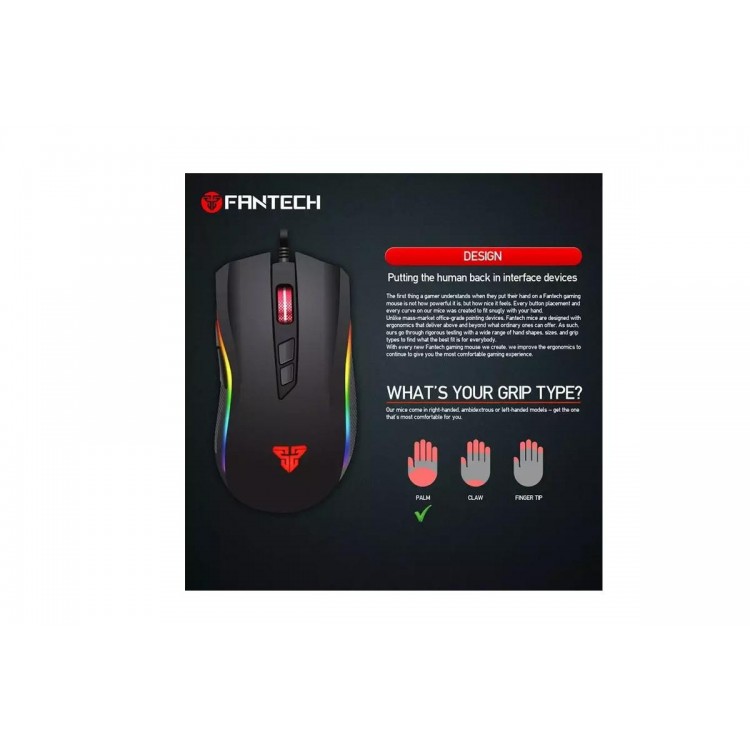 FANTECH
DESIGN
Putting the human back in interface devices
The first thing a gamer understands when they put their hand on a Fantech gaming
mouse is not how powerful it is, but how nice it feels. Every button placement and
every curve on our mice was created to fit snugly with your hand.
Unlike mass-market office-grade pointing devices. Fantech mice are designed with
ergonomics that deliver above and beyond what ordinary ones can offer. As such,
ours go through rigorous testing with a wide range of hand shapes, sizes, and grip
types to find what the best fit is for everybody.
With every new Fantech gaming mouse we create, we improve the ergonomics to
continue to give you the most comfortable gaming experience.
WHAT'S YOUR GRIP TYPE?
Our mice come in right-handed, ambidextrous or left-handed models – get the one
that's most comfortable for you.
PALM
CLAW
FINGER TIP